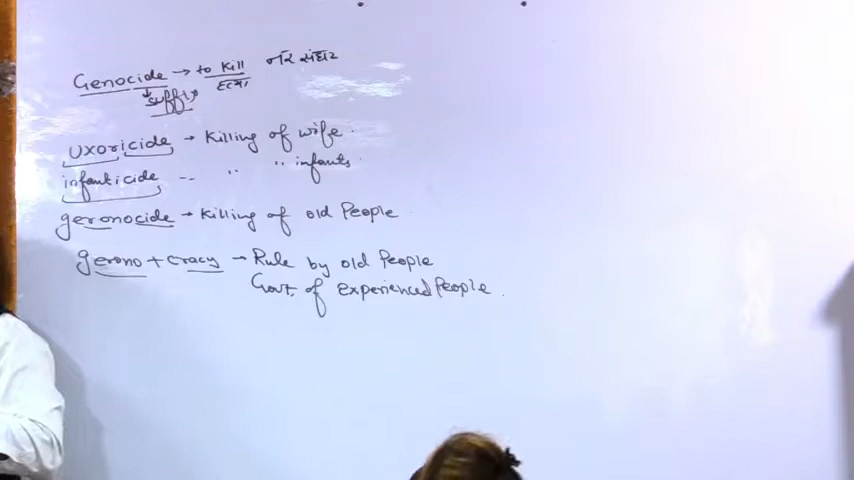 Genocide → to kill नर संहार
suffix हत्या
uxoricide → Killing of wife.
infanticide -- " " infants.
geronocide → Killing of old People
gerono + cracy → Rule by old People
Govt. of experienced People.